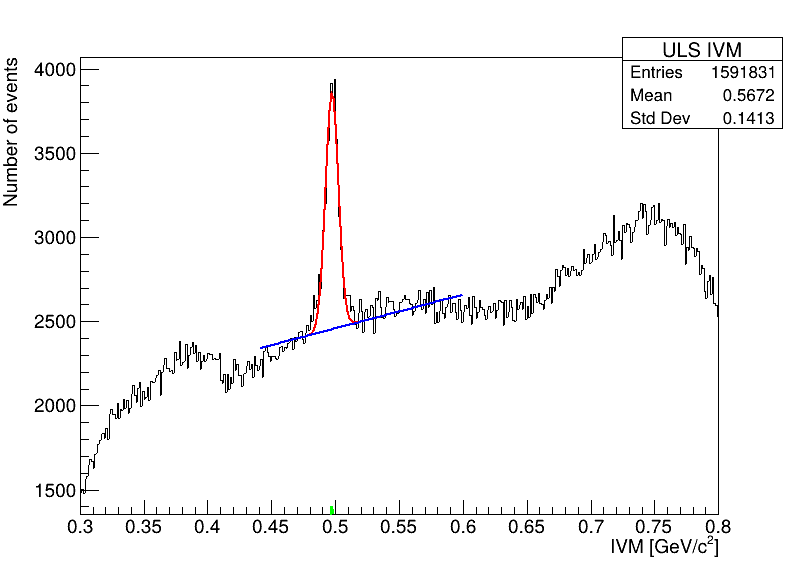 ULS IVM
Entries 1591831
Mean 0.5672
Std Dev 0.1413
Number of events
4000
3500
3000
2500
2000
1500
0.3 0.35 0.4 0.45 0.5 0.55 0.6 0.65 0.7 0.75 0.8
IVM [GeV/c²]